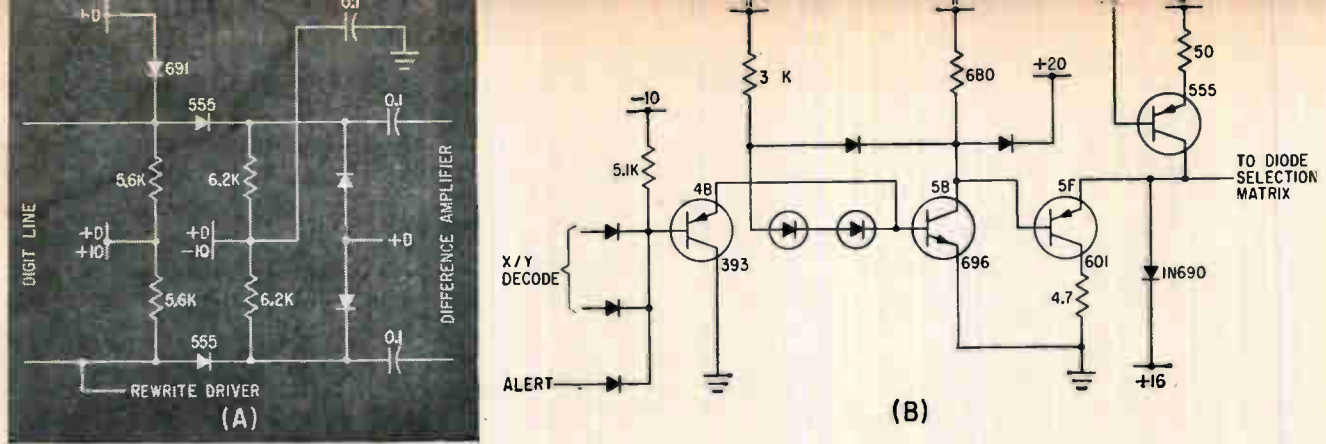 +D
0.1
691
555
0.1
5.6K
6.2K
DIGIT LINE
+D
+10
+D
-10
+D
DIFFERENCE AMPLIFIER
5.6K
6.2K
555
0.1
REWRITE DRIVER
(A)
3 K
680
+20
50
555
-10
5.1K
4B
5B
5F
TO DIODE
SELECTION
MATRIX
X/Y
DECODE
393
696
601
1N690
4.7
ALERT
+16
(B)